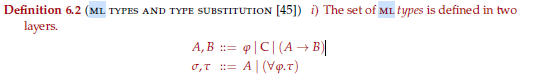 Definition 6.2 (ML TYPES AND TYPE SUBSTITUTION [45]) i) The set of ML types is defined in two
layers.
A, B ::= φ | C | (A → B)
σ, τ ::= A | (∀φ.τ)